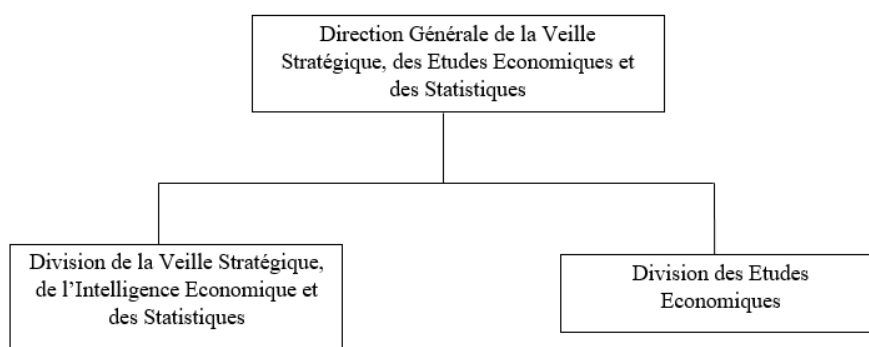 Direction Générale de la Veille
Stratégique, des Etudes Economiques et
des Statistiques
Division de la Veille Stratégique,
de l’Intelligence Economique et
des Statistiques
Division des Etudes
Economiques